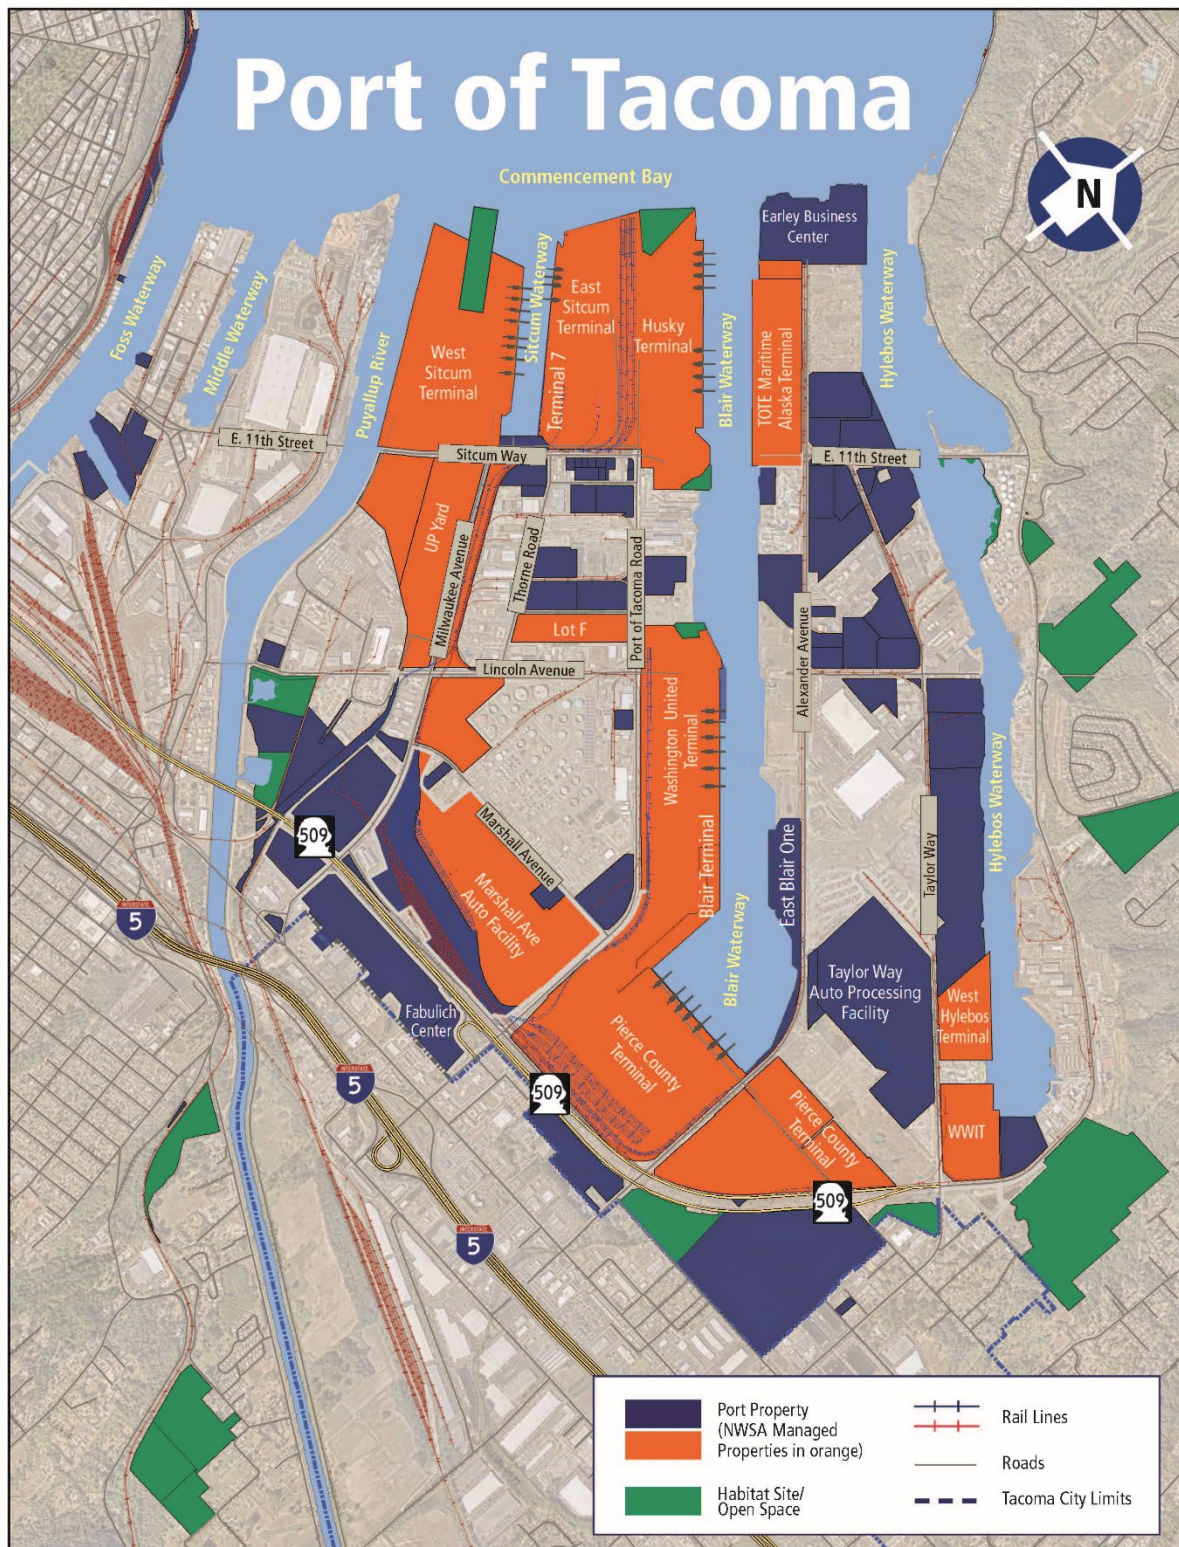 Port of Tacoma
Commencement Bay
N
Earley Business
Center
Foss Waterway
Middle Waterway
Puyallup River
West
Sitcum
Terminal
Sitcum Waterway
East
Sitcum
Terminal
Terminal 7
Husky
Terminal
Blair Waterway
TOTE Maritime
Alaska Terminal
Hylebos Waterway
E. 11th Street
Sitcum Way
E. 11th Street
UP Yard
Milwaukee Avenue
Thorne Road
Port of Tacoma Road
Lot F
Lincoln Avenue
Alexander Avenue
Washington United
Terminal
Hylebos Waterway
509
Marshall Avenue
Marshall Ave
Auto Facility
Blair Terminal
East Blair One
Taylor Way
INTERSTATE
5
Blair Waterway
Taylor Way
Auto Processing
Facility
West
Hylebos
Terminal
Fabulich
Center
Pierce County
Terminal
INTERSTATE
5
509
Pierce County
Terminal
WWIT
509
INTERSTATE
5
Port Property
(NWSA Managed
Properties in orange)
Habitat Site/
Open Space
Rail Lines
Roads
Tacoma City Limits